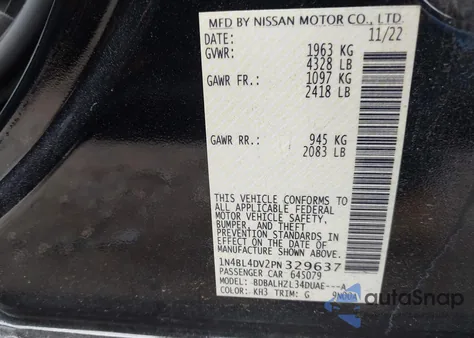 MFD BY NISSAN MOTOR CO., LTD.
DATE: 11/22
GVWR: 1963 KG
4328 LB
GAWR FR.: 1097 KG
2418 LB
GAWR RR.: 945 KG
2083 LB
THIS VEHICLE CONFORMS TO
ALL APPLICABLE FEDERAL
MOTOR VEHICLE SAFETY,
BUMPER, AND THEFT
PREVENTION STANDARDS IN
EFFECT ON THE DATE OF
MANUFACTURE SHOWN ABOVE.
1N4BL4DV2PN329637
PASSENGER CAR 645079
MODEL: BDBALHZL34DUAE---A
COLOR: KH3 TRIM: G
autoSnap